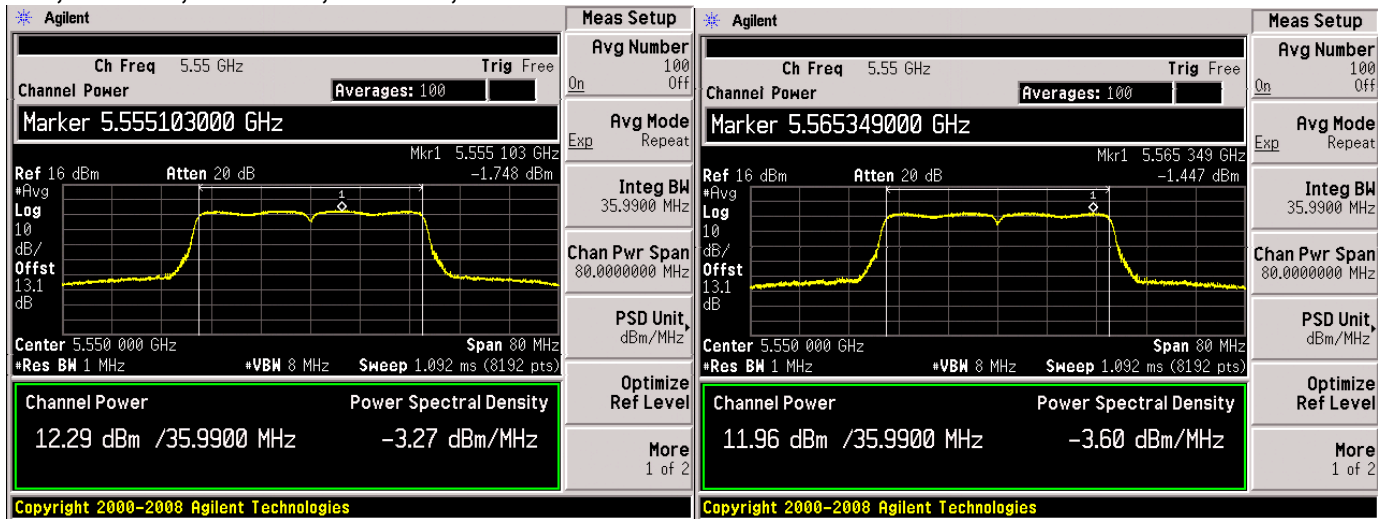 Agilent
Meas Setup
Ch Freq 5.55 GHz
Trig Free
Channel Power
Averages: 100
Marker 5.555103000 GHz
Mkr1 5.555 103 GHz
Ref 16 dBm Atten 20 dB -1.748 dBm
#Avg
Log
10
dB/
Offst
13.1
dB
1
Center 5.550 000 GHz Span 80 MHz
#Res BW 1 MHz #VBW 8 MHz Sweep 1.092 ms (8192 pts)
Channel Power Power Spectral Density
12.29 dBm /35.9900 MHz -3.27 dBm/MHz
Copyright 2000-2008 Agilent Technologies
Avg Number
100
On Off
Avg Mode
Exp Repeat
Integ BW
35.9900 MHz
Chan Pwr Span
80.0000000 MHz
PSD Unit
dBm/MHz
Optimize
Ref Level
More
1 of 2
Agilent
Meas Setup
Ch Freq 5.55 GHz
Trig Free
Channel Power
Averages: 100
Marker 5.565349000 GHz
Mkr1 5.565 349 GHz
Ref 16 dBm Atten 20 dB -1.447 dBm
#Avg
Log
10
dB/
Offst
13.1
dB
1
Center 5.550 000 GHz Span 80 MHz
#Res BW 1 MHz #VBW 8 MHz Sweep 1.092 ms (8192 pts)
Channel Power Power Spectral Density
11.96 dBm /35.9900 MHz -3.60 dBm/MHz
Copyright 2000-2008 Agilent Technologies
Avg Number
100
On Off
Avg Mode
Exp Repeat
Integ BW
35.9900 MHz
Chan Pwr Span
80.0000000 MHz
PSD Unit
dBm/MHz
Optimize
Ref Level
More
1 of 2